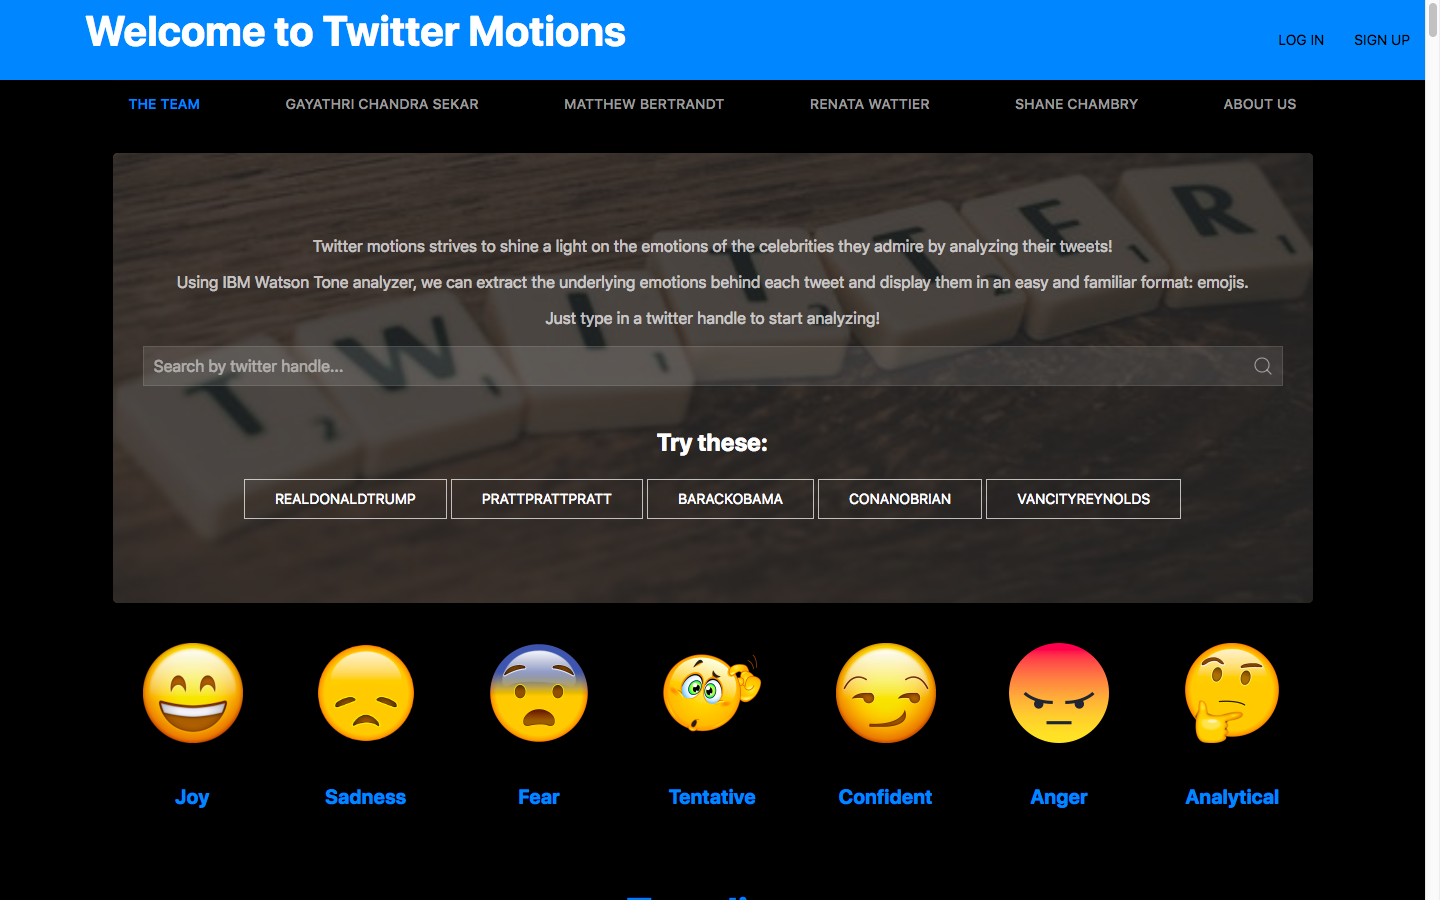 Welcome to Twitter Motions
LOG IN
SIGN UP
THE TEAM
GAYATHRI CHANDRA SEKAR
MATTHEW BERTRANDT
RENATA WATTIER
SHANE CHAMBRY
ABOUT US
T W I T T E R
Twitter motions strives to shine a light on the emotions of the celebrities they admire by analyzing their tweets!
Using IBM Watson Tone analyzer, we can extract the underlying emotions behind each tweet and display them in an easy and familiar format: emojis.
Just type in a twitter handle to start analyzing!
Search by twitter handle...
Try these:
REALDONALDTRUMP
PRATTPRATTPRATT
BARACKOBAMA
CONANOBRIAN
VANCITYREYNOLDS
Joy
Sadness
Fear
Tentative
Confident
Anger
Analytical